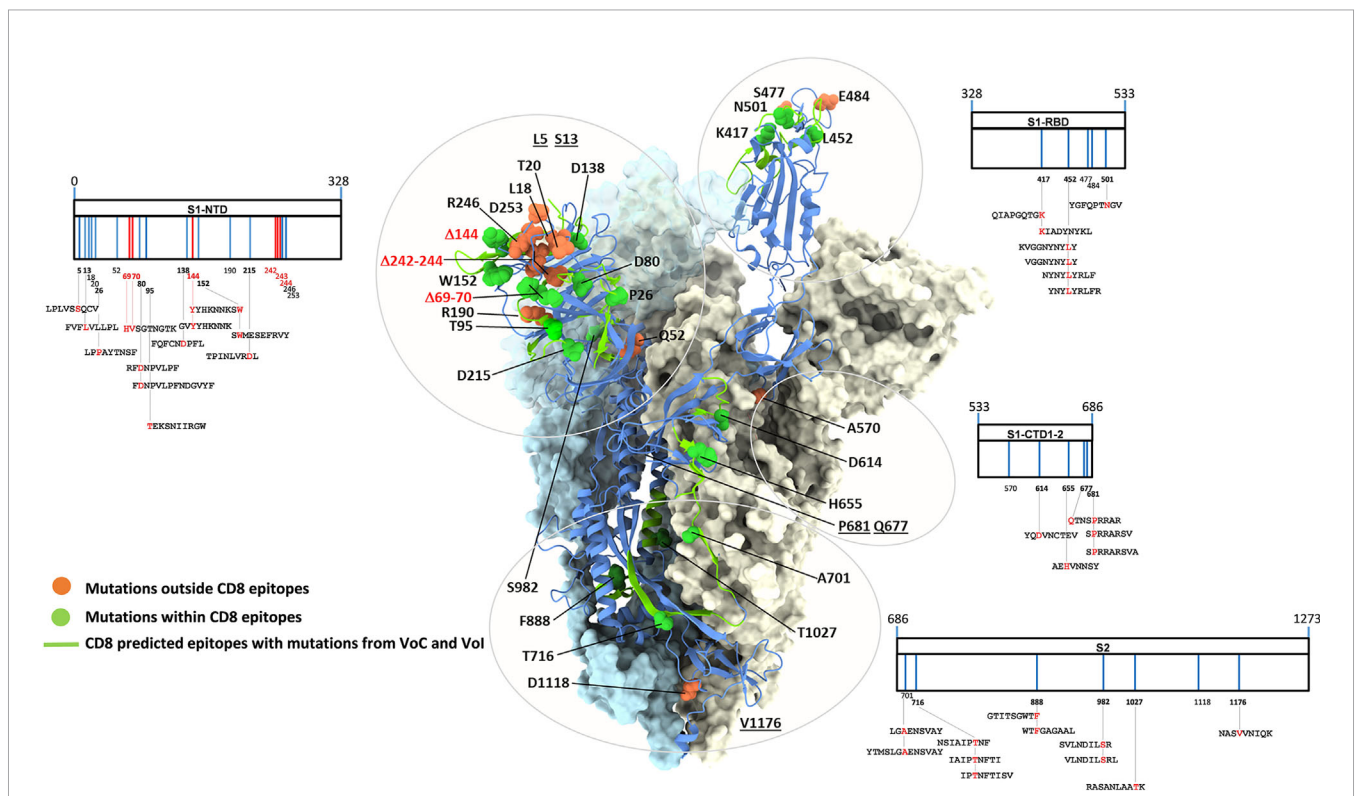 0 328
S1-NTD
5 13 52 69 70 138 144 190 215 242
18 80 152 243
20 95 244
26 246
253
LPLVSSQCV
FVFLVLLPL
LPPAYTNSF
HVSGTNGTK
RFDNPVLPF
FDNPVLPFNDGVYF
TEKSNIIRGW
YYHKNNKSW
GVYYHKNNK
FQFCNDPFL
SWMESEFRVY
TPINLVRDL
L5 S13
T20
D138
L18
R246
D253
Δ144
Δ242-244
W152
D80
Δ69-70
P26
R190
T95
Q52
D215
S477
E484
N501
K417
L452
A570
D614
H655
P681 Q677
A701
S982
F888
T1027
T716
D1118
V1176
Mutations outside CD8 epitopes
Mutations within CD8 epitopes
CD8 predicted epitopes with mutations from VoC and VoI
328 533
S1-RBD
417 452 477 501
484
YGFQPTNGV
QIAPGQTGK
KIADYNYKL
KVGGNYNYLY
VGGNYNYLY
NYNYLYRLF
YNYLYRLFR
533 686
S1-CTD1-2
570 614 655 677
681
QTNSPRRAR
YQDVNCTEV SPRRARSV
SPRRARSVA
AEHVNNSY
686 1273
S2
701
716 888 982 1027 1118 1176
GTITSGWTF
LGAENSVAY WTFGAGAAL NASVVNIQK
NSIAIPTNF SVLNDILSR
YTMSLGAENSVAY
IAIPTNFTI VLNDILSRL
IPTNFTISV
RASANLAATK